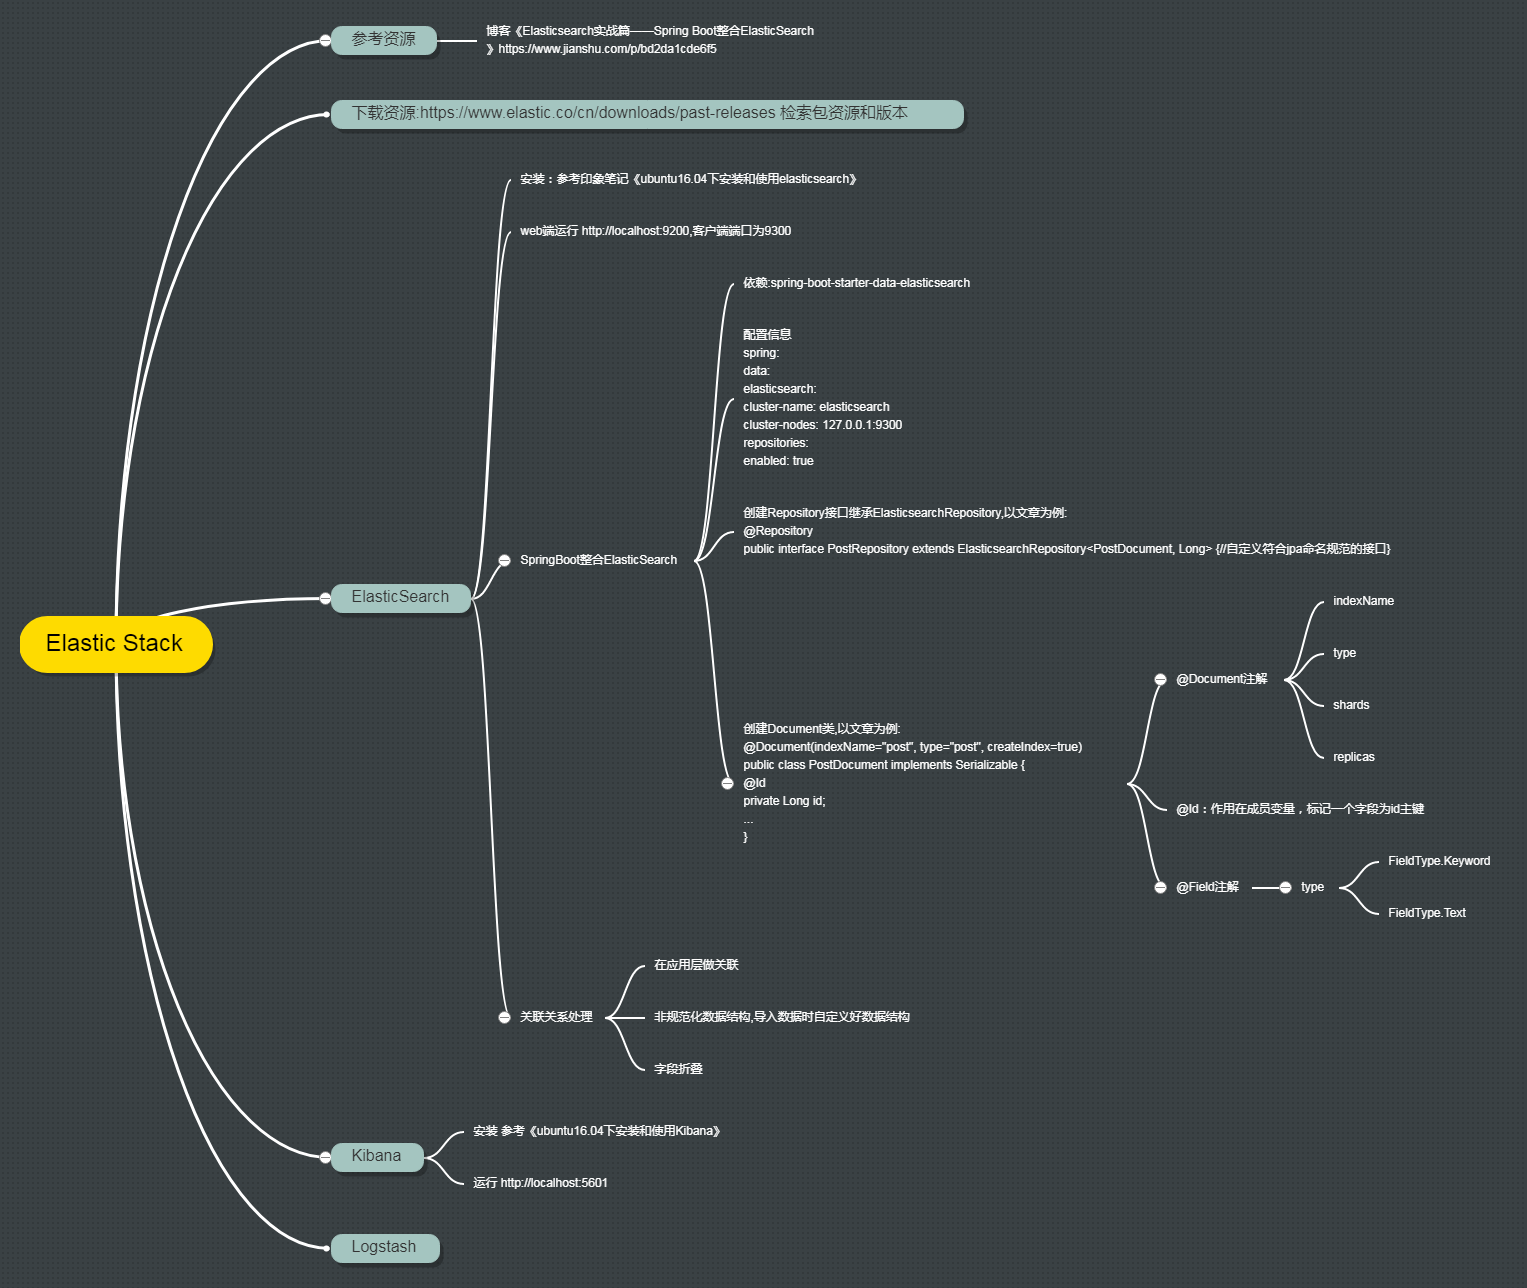 参考资源
博客《Elasticsearch实战篇——Spring Boot整合ElasticSearch
》https://www.jianshu.com/p/bd2da1cde6f5
下载资源:https://www.elastic.co/cn/downloads/past-releases 检索包资源和版本
安装：参考印象笔记《ubuntu16.04下安装和使用elasticsearch》
web端运行 http://localhost:9200,客户端端口为9300
依赖:spring-boot-starter-data-elasticsearch
配置信息
spring:
data:
elasticsearch:
cluster-name: elasticsearch
cluster-nodes: 127.0.0.1:9300
repositories:
enabled: true
创建Repository接口继承ElasticsearchRepository,以文章为例:
@Repository
public interface PostRepository extends ElasticsearchRepository<PostDocument, Long> {//自定义符合jpa命名规范的接口}
SpringBoot整合ElasticSearch
ElasticSearch
Elastic Stack
创建Document类,以文章为例:
@Document(indexName="post", type="post", createIndex=true)
public class PostDocument implements Serializable {
@Id
private Long id;
...
}
@Document注解
indexName
type
shards
replicas
@Id：作用在成员变量，标记一个字段为id主键
@Field注解
type
FieldType.Keyword
FieldType.Text
关联关系处理
在应用层做关联
非规范化数据结构,导入数据时自定义好数据结构
字段折叠
Kibana
安装 参考《ubuntu16.04下安装和使用Kibana》
运行 http://localhost:5601
Logstash